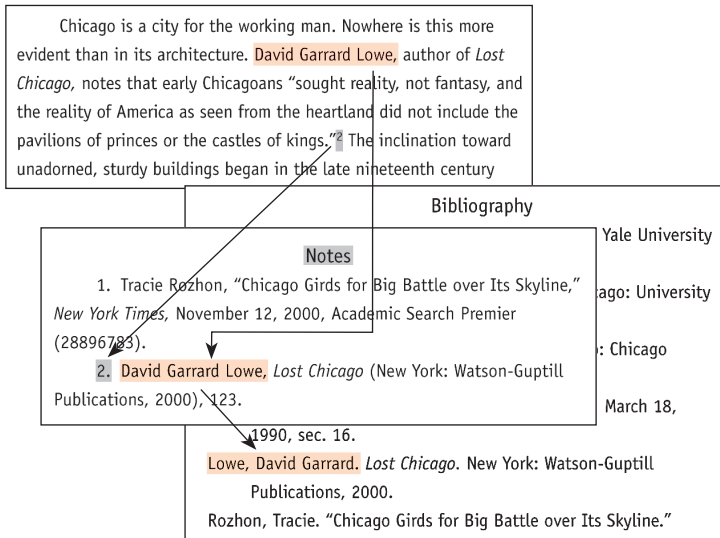 Chicago is a city for the working man. Nowhere is this more
evident than in its architecture. David Garrard Lowe, author of Lost
Chicago, notes that early Chicagoans “sought reality, not fantasy, and
the reality of America as seen from the heartland did not include the
pavilions of princes or the castles of kings.”2 The inclination toward
unadorned, sturdy buildings began in the late nineteenth century
Bibliography
Yale University
cago: University
o: Chicago
March 18,
1990, sec. 16.
Lowe, David Garrard. Lost Chicago. New York: Watson-Guptill
Publications, 2000.
Rozhon, Tracie. “Chicago Girds for Big Battle over Its Skyline.”
Notes
1. Tracie Rozhon, “Chicago Girds for Big Battle over Its Skyline,”
New York Times, November 12, 2000, Academic Search Premier
(28896783).
2. David Garrard Lowe, Lost Chicago (New York: Watson-Guptill
Publications, 2000), 123.